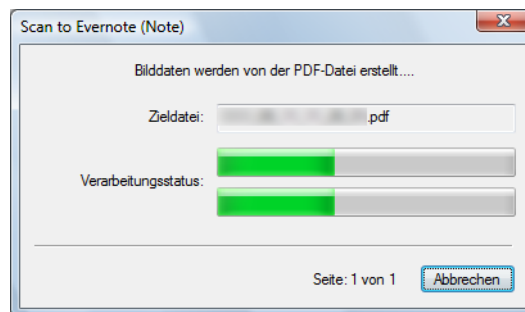 Scan to Evernote (Note)
Bilddaten werden von der PDF-Datei erstellt....
Zieldatei: .pdf
Verarbeitungsstatus:
Seite: 1 von 1 Abbrechen